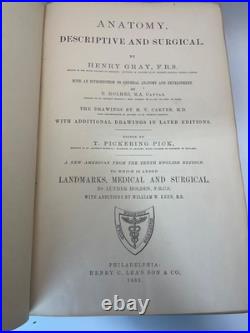 ANATOMY,
DESCRIPTIVE AND SURGICAL.
BY
HENRY GRAY, F.R.S.
WITH AN INTRODUCTION ON GENERAL ANATOMY AND DEVELOPMENT
BY
T. HOLMES, M.A. CANTAB.
THE DRAWINGS BY H. V. CARTER, M.D.
WITH ADDITIONAL DRAWINGS IN LATER EDITIONS.
EDITED BY
T. PICKERING PICK,
A NEW AMERICAN FROM THE TENTH ENGLISH EDITION.
TO WHICH IS ADDED
LANDMARKS, MEDICAL AND SURGICAL.
BY LUTHER HOLDEN, F.R.C.S.
WITH ADDITIONS BY WILLIAM W. KEEN, M.D.
PHILADELPHIA:
HENRY C. LEA'S SON & CO.
1883.